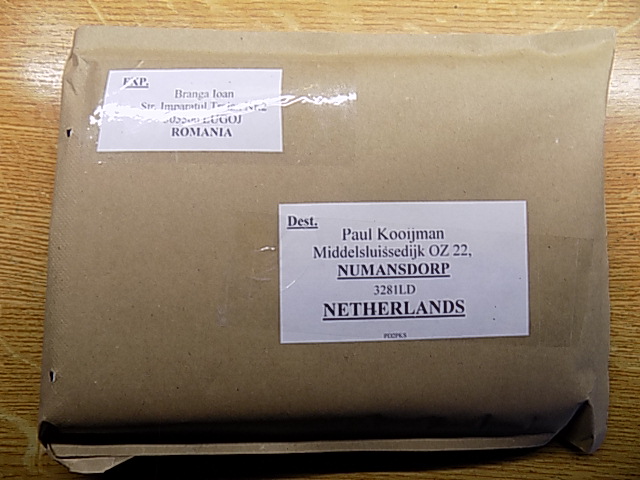 EXP.
Branga Ioan
Str. Imparatul
LUGOJ
ROMANIA
Dest.
Paul Kooijman
Middelsluissedijk OZ 22,
NUMANSDORP
3281LD
NETHERLANDS